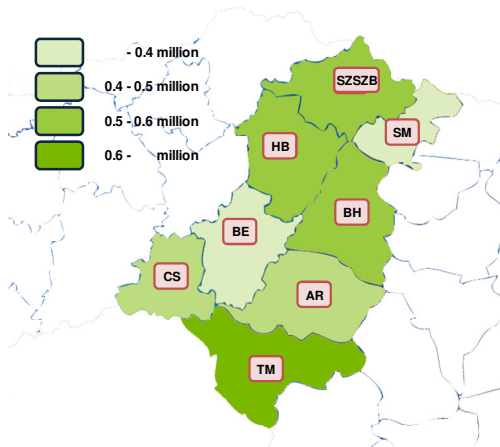 - 0.4 million
0.4 - 0.5 million
0.5 - 0.6 million
0.6 - million
SZSZB
SM
HB
BH
BE
CS
AR
TM